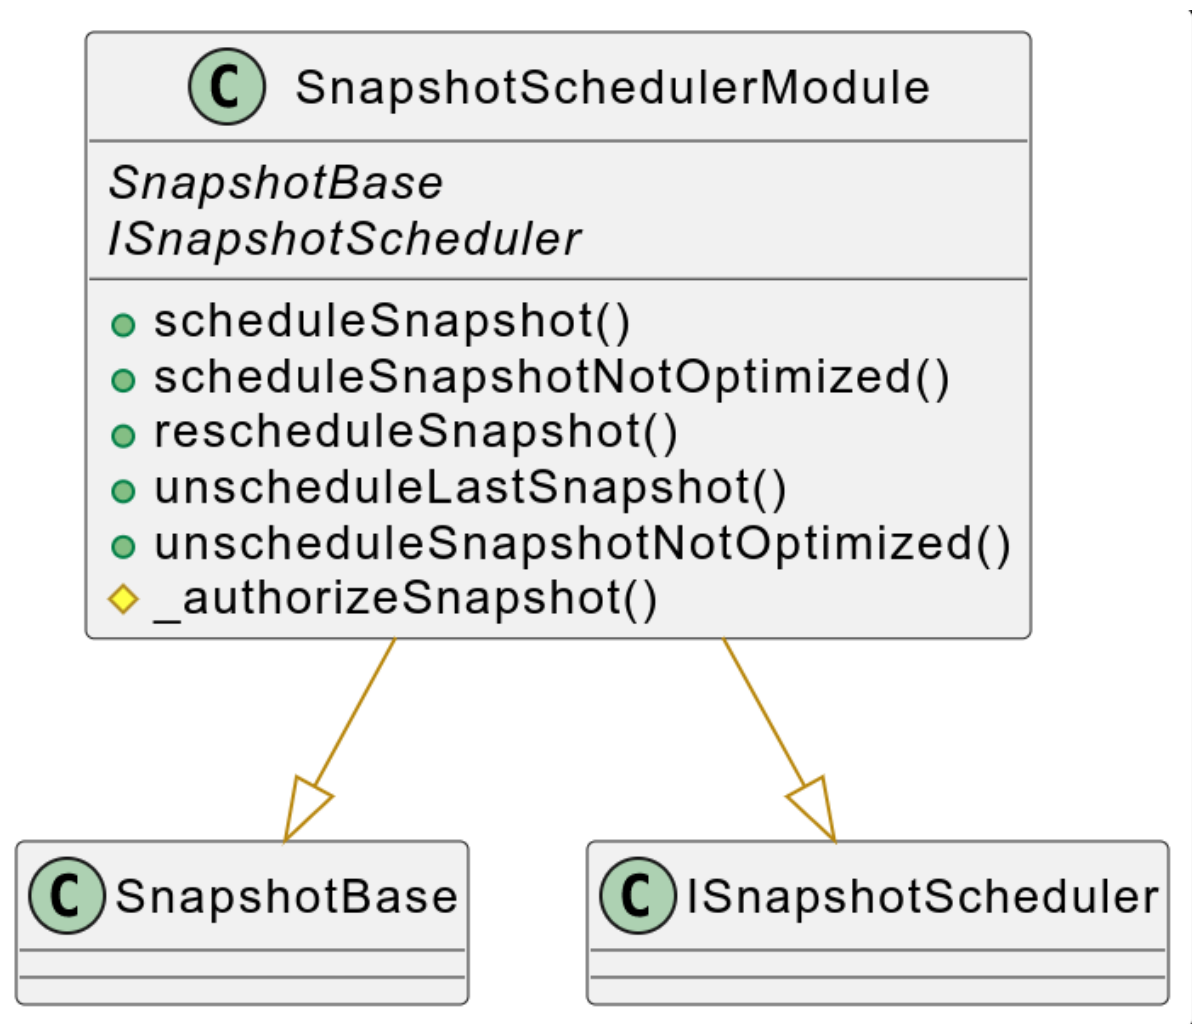 C SnapshotSchedulerModule
SnapshotBase
ISnapshotScheduler
scheduleSnapshot()
scheduleSnapshotNotOptimized()
rescheduleSnapshot()
unscheduleLastSnapshot()
unscheduleSnapshotNotOptimized()
_authorizeSnapshot()
C SnapshotBase
C ISnapshotScheduler